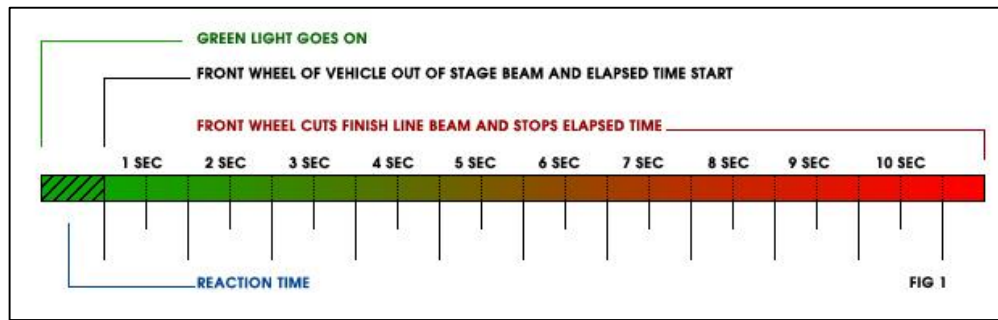 GREEN LIGHT GOES ON
FRONT WHEEL OF VEHICLE OUT OF STAGE BEAM AND ELAPSED TIME START
FRONT WHEEL CUTS FINISH LINE BEAM AND STOPS ELAPSED TIME
1 SEC 2 SEC 3 SEC 4 SEC 5 SEC 6 SEC 7 SEC 8 SEC 9 SEC 10 SEC
REACTION TIME FIG 1